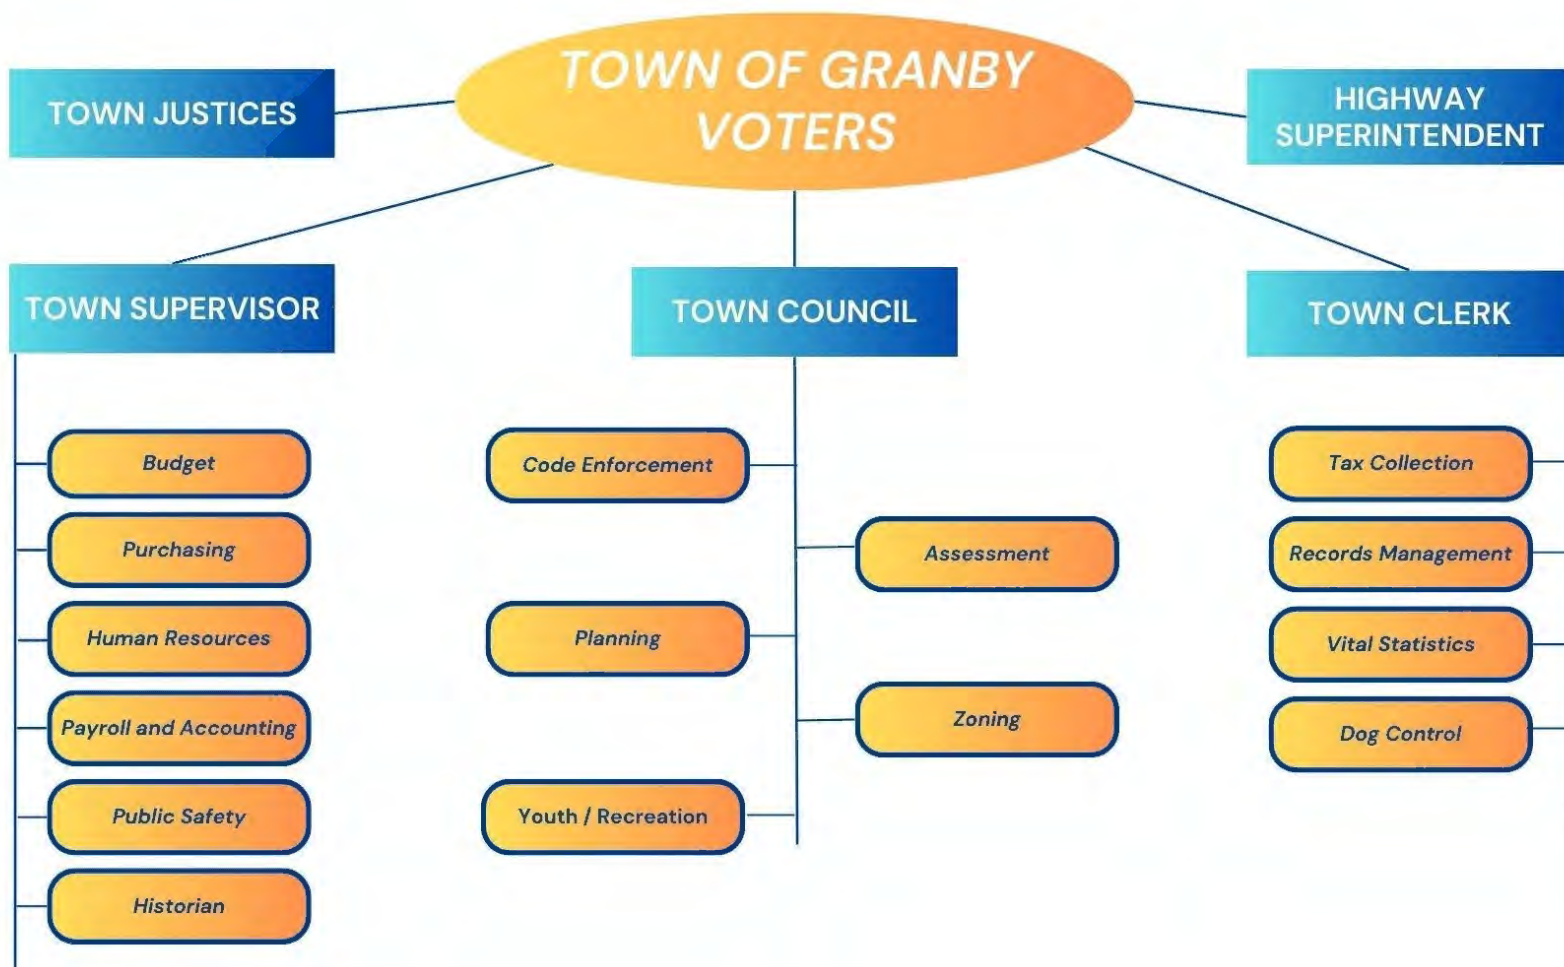 TOWN OF GRANBY
VOTERS
TOWN JUSTICES
HIGHWAY
SUPERINTENDENT
TOWN SUPERVISOR
TOWN COUNCIL
TOWN CLERK
Budget
Purchasing
Human Resources
Payroll and Accounting
Public Safety
Historian
Code Enforcement
Assessment
Planning
Zoning
Youth / Recreation
Tax Collection
Records Management
Vital Statistics
Dog Control